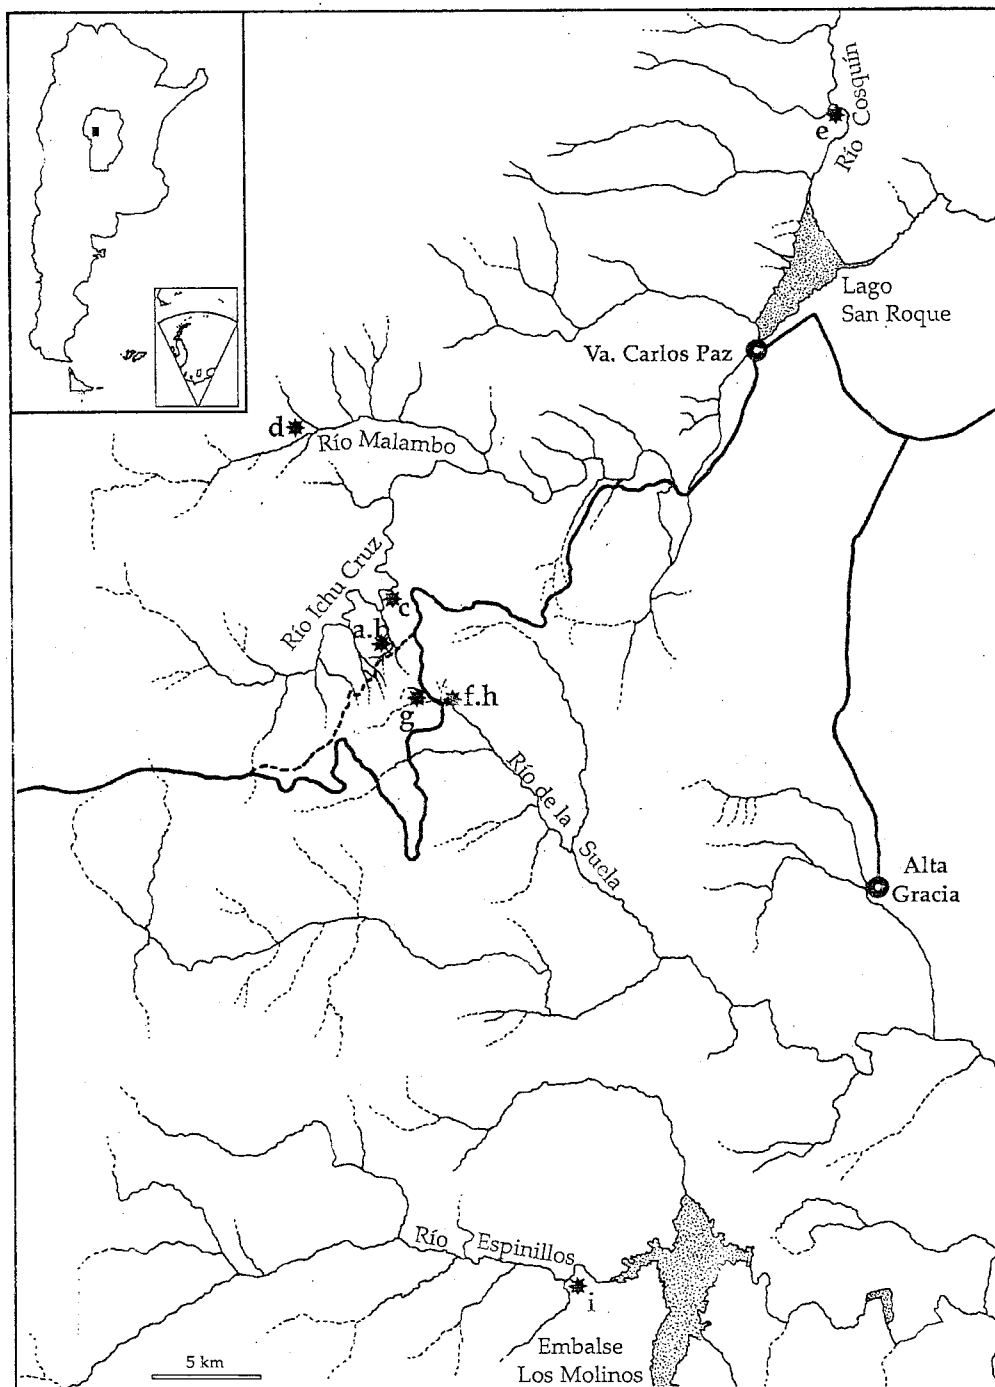 e
Río Cosquín
Lago
San Roque
Va. Carlos Paz
d
Río Malambo
Río Ichu Cruz
c
a.b
g
f.h
Río de la Suela
Alta
Gracia
Río Espinillos
i
Embalse
Los Molinos
5 km